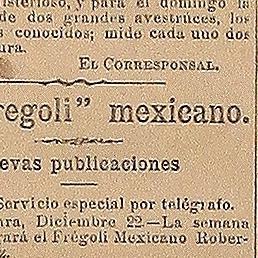 isterioso, y para el domingo la
de dos grandes avestruces, los
s conocidos; mide cada uno dos
ura.
EL CORRESPONSAL.
régoli" mexicano.
evas publicaciones
Servicio especial por telégrafo.
ara, Diciembre 22.—La semana
ará el Frégoli Mexicano Rober-